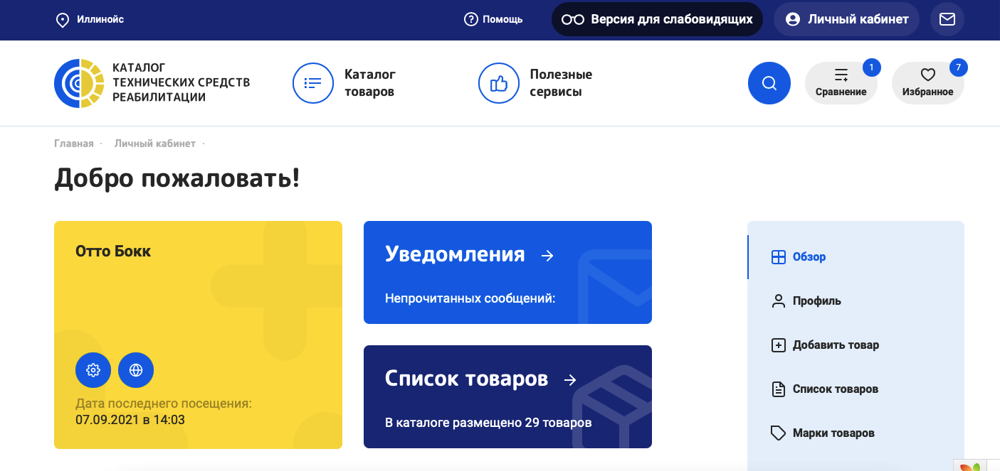 Иллинойс
Помощь
Версия для слабовидящих
Личный кабинет
КАТАЛОГ
ТЕХНИЧЕСКИХ СРЕДСТВ
РЕАБИЛИТАЦИИ
Каталог
товаров
Полезные
сервисы
1
Сравнение
7
Избранное
Главная · Личный кабинет ·
Добро пожаловать!
Отто Бокк
Дата последнего посещения:
07.09.2021 в 14:03
Уведомления
Непрочитанных сообщений:
Список товаров
В каталоге размещено 29 товаров
Обзор
Профиль
Добавить товар
Список товаров
Марки товаров